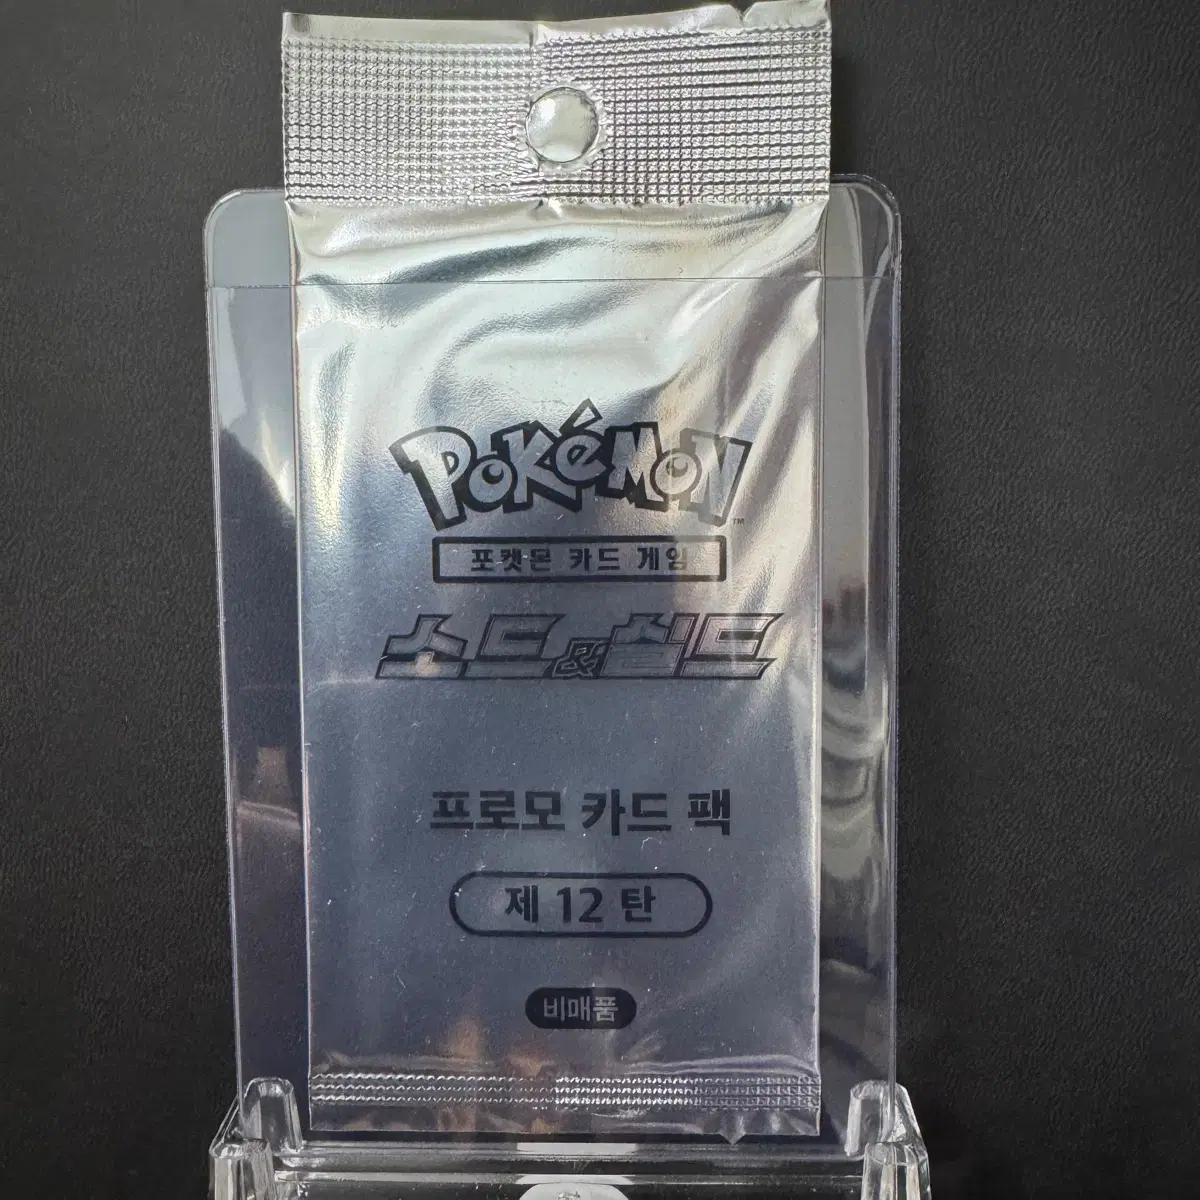 POKéMON
TM
포켓몬 카드 게임
소드&실드
프로모 카드 팩
제 12 탄
비매품